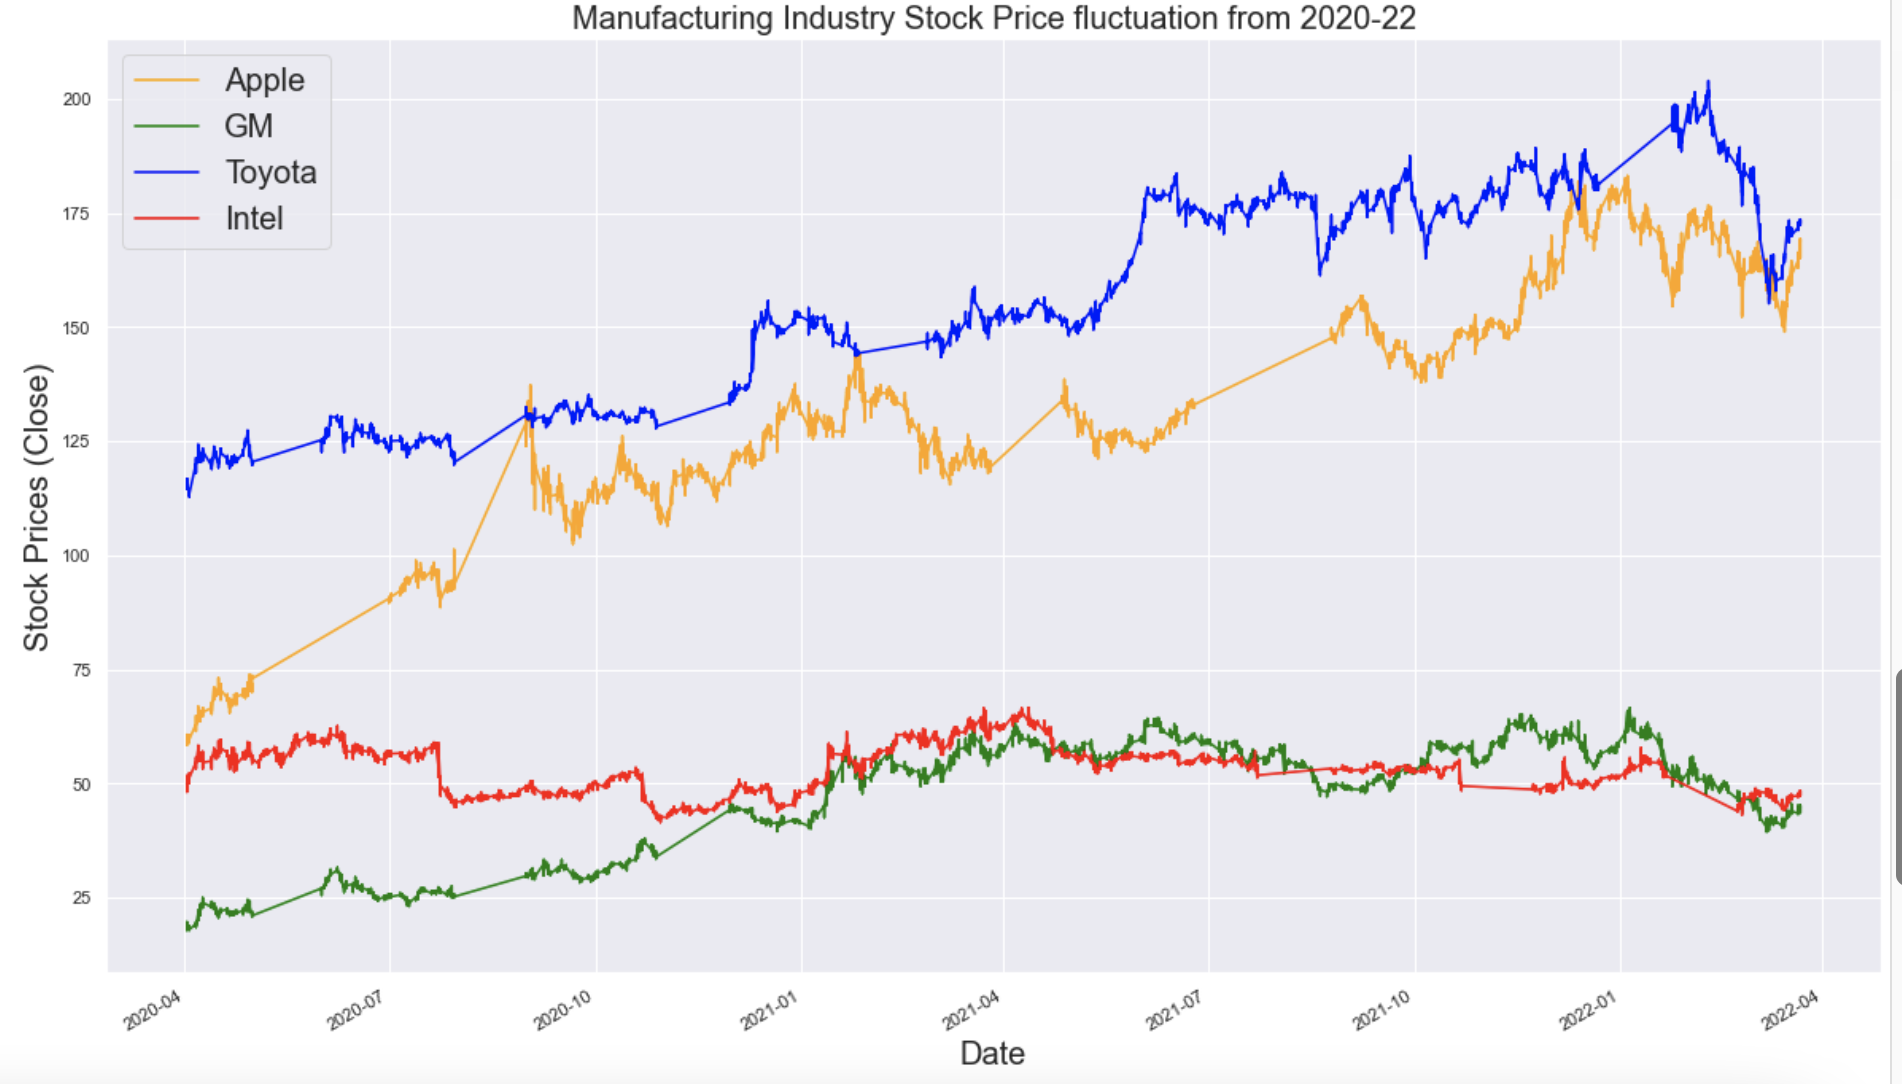 Manufacturing Industry Stock Price fluctuation from 2020-22
Apple
GM
Toyota
Intel
Stock Prices (Close)
200
175
150
125
100
75
50
25
2020-04
2020-07
2020-10
2021-01
2021-04
2021-07
2021-10
2022-01
2022-04
Date